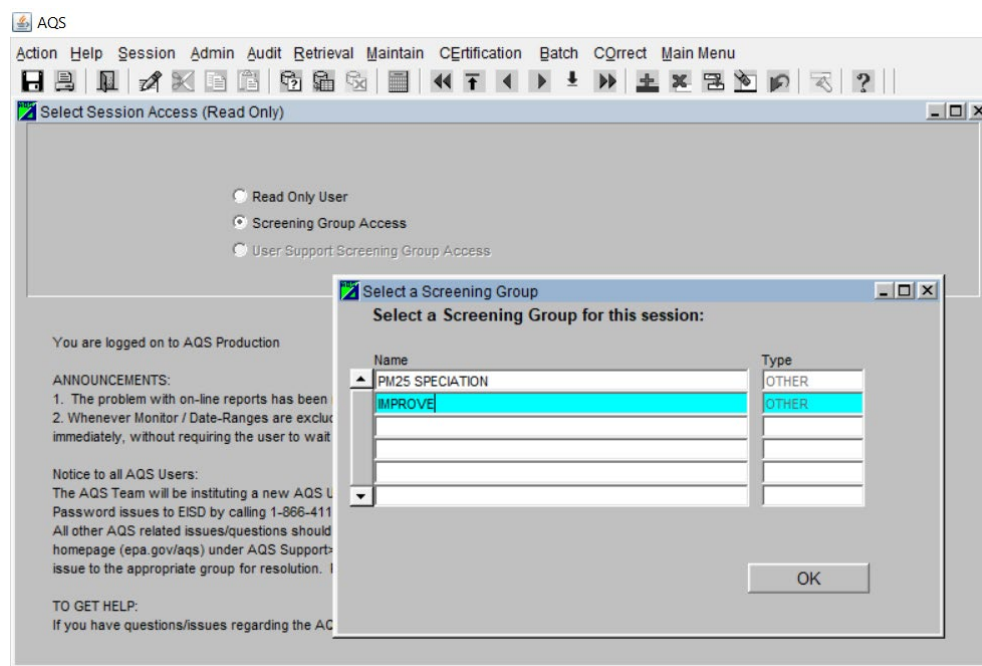 AQS
Action Help Session Admin Audit Retrieval Maintain CErtification Batch COrrect Main Menu
Select Session Access (Read Only)
Read Only User
Screening Group Access
User Support Screening Group Access
Select a Screening Group
Select a Screening Group for this session:
Name Type
PM25 SPECIATION OTHER
IMPROVE OTHER
OK
You are logged on to AQS Production
ANNOUNCEMENTS:
1. The problem with on-line reports has been
2. Whenever Monitor / Date-Ranges are
immediately, without requiring the user to wait
Notice to all AQS Users:
The AQS Team will be instituting a new AQS
Password issues to EISD by calling 1-866-411
All other AQS related issues/questions should
homepage (epa.gov/aqs) under AQS Support>
issue to the appropriate group for resolution.
TO GET HELP:
If you have questions/issues regarding the